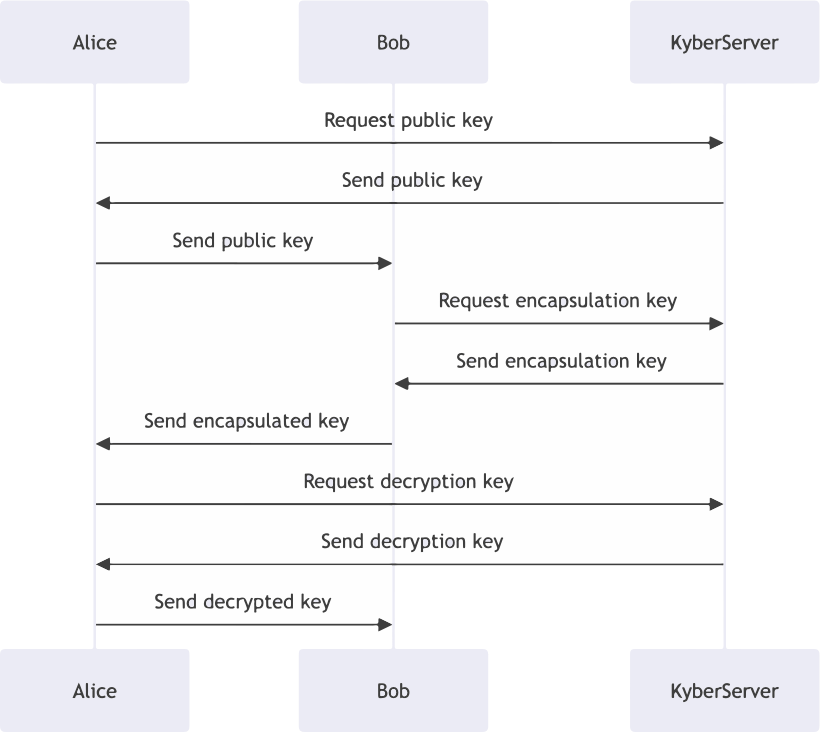 Alice
Bob
KyberServer
Request public key
Send public key
Send public key
Request encapsulation key
Send encapsulation key
Send encapsulated key
Request decryption key
Send decryption key
Send decrypted key
Alice
Bob
KyberServer